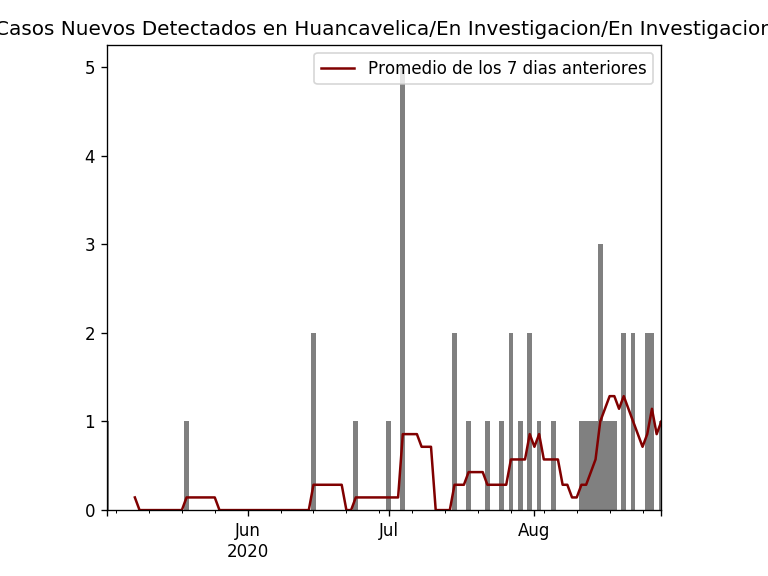 Casos Nuevos Detectados en Huancavelica/En Investigacion/En Investigacion
Promedio de los 7 dias anteriores
5
4
3
2
1
0
Jun
2020
Jul
Aug